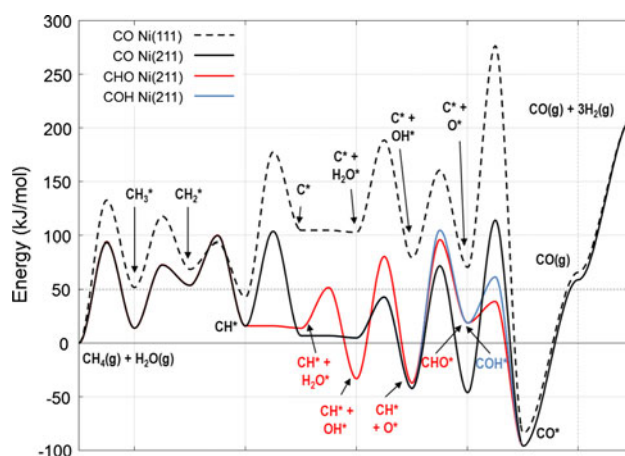 CO Ni(111)
CO Ni(211)
CHO Ni(211)
COH Ni(211)
Energy (kJ/mol)
300
250
200
150
100
50
0
-50
-100
CH₄(g) + H₂O(g)
CH₃*
CH₂*
CH*
C*
C* +
H₂O*
C* +
OH*
C* +
O*
CO(g) + 3H₂(g)
CO(g)
CH* +
H₂O*
CH* +
OH*
CH*
+ O*
CHO*
COH*
CO*